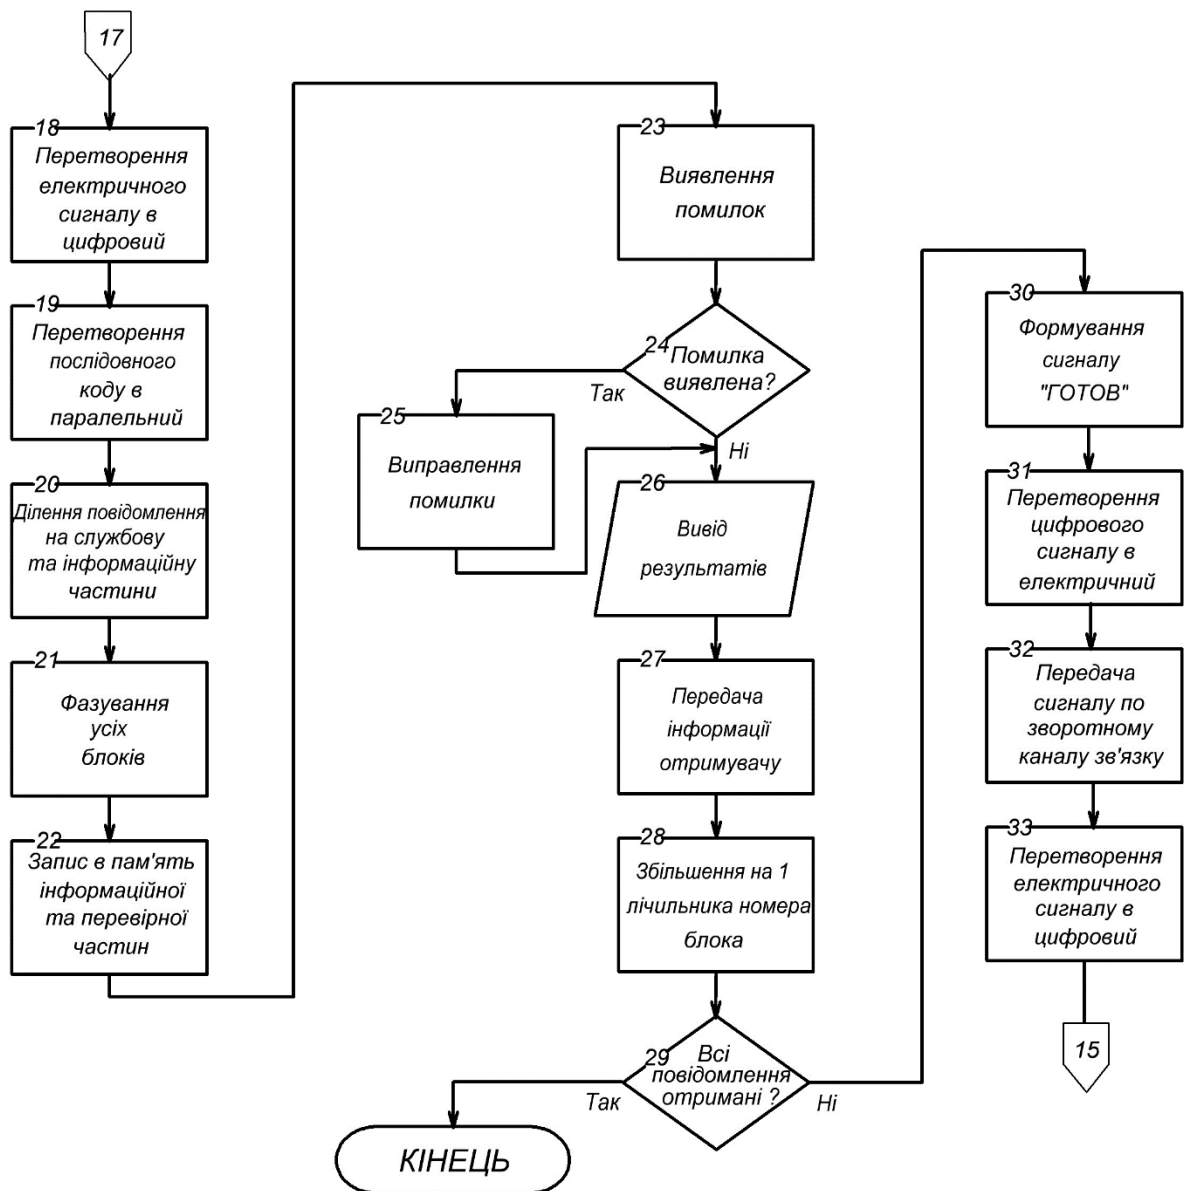 17
18
Перетворення
електричного
сигналу в
цифровий
19
Перетворення
послідовного
коду в
паралельний
20
Ділення повідомлення
на службову
та інформаційну
частини
21
Фазування
усіх
блоків
22
Запис в пам'ять
інформаційної
та перевірної
частин
23
Виявлення
помилок
24
Помилка
виявлена?
Так
Ні
25
Виправлення
помилки
26
Вивід
результатів
27
Передача
інформації
отримувачу
28
Збільшення на 1
лічильника номера
блока
29
Всі
повідомлення
отримані ?
Так
Ні
КІНЕЦЬ
30
Формування
сигналу
"ГОТОВ"
31
Перетворення
цифрового
сигналу в
електричний
32
Передача
сигналу по
зворотному
каналу зв'язку
33
Перетворення
електричного
сигналу в
цифровий
15